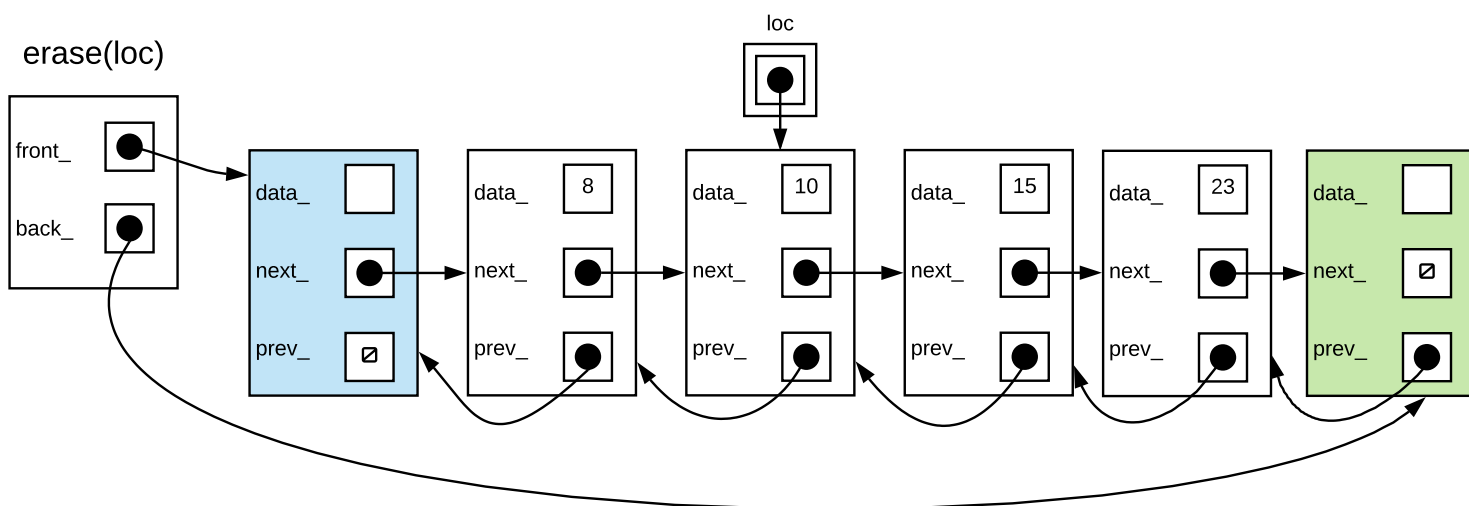 loc
erase(loc)
front_
back_
data_
next_
prev_
data_ 8
next_
prev_
data_ 10
next_
prev_
data_ 15
next_
prev_
data_ 23
next_
prev_
data_
next_
prev_